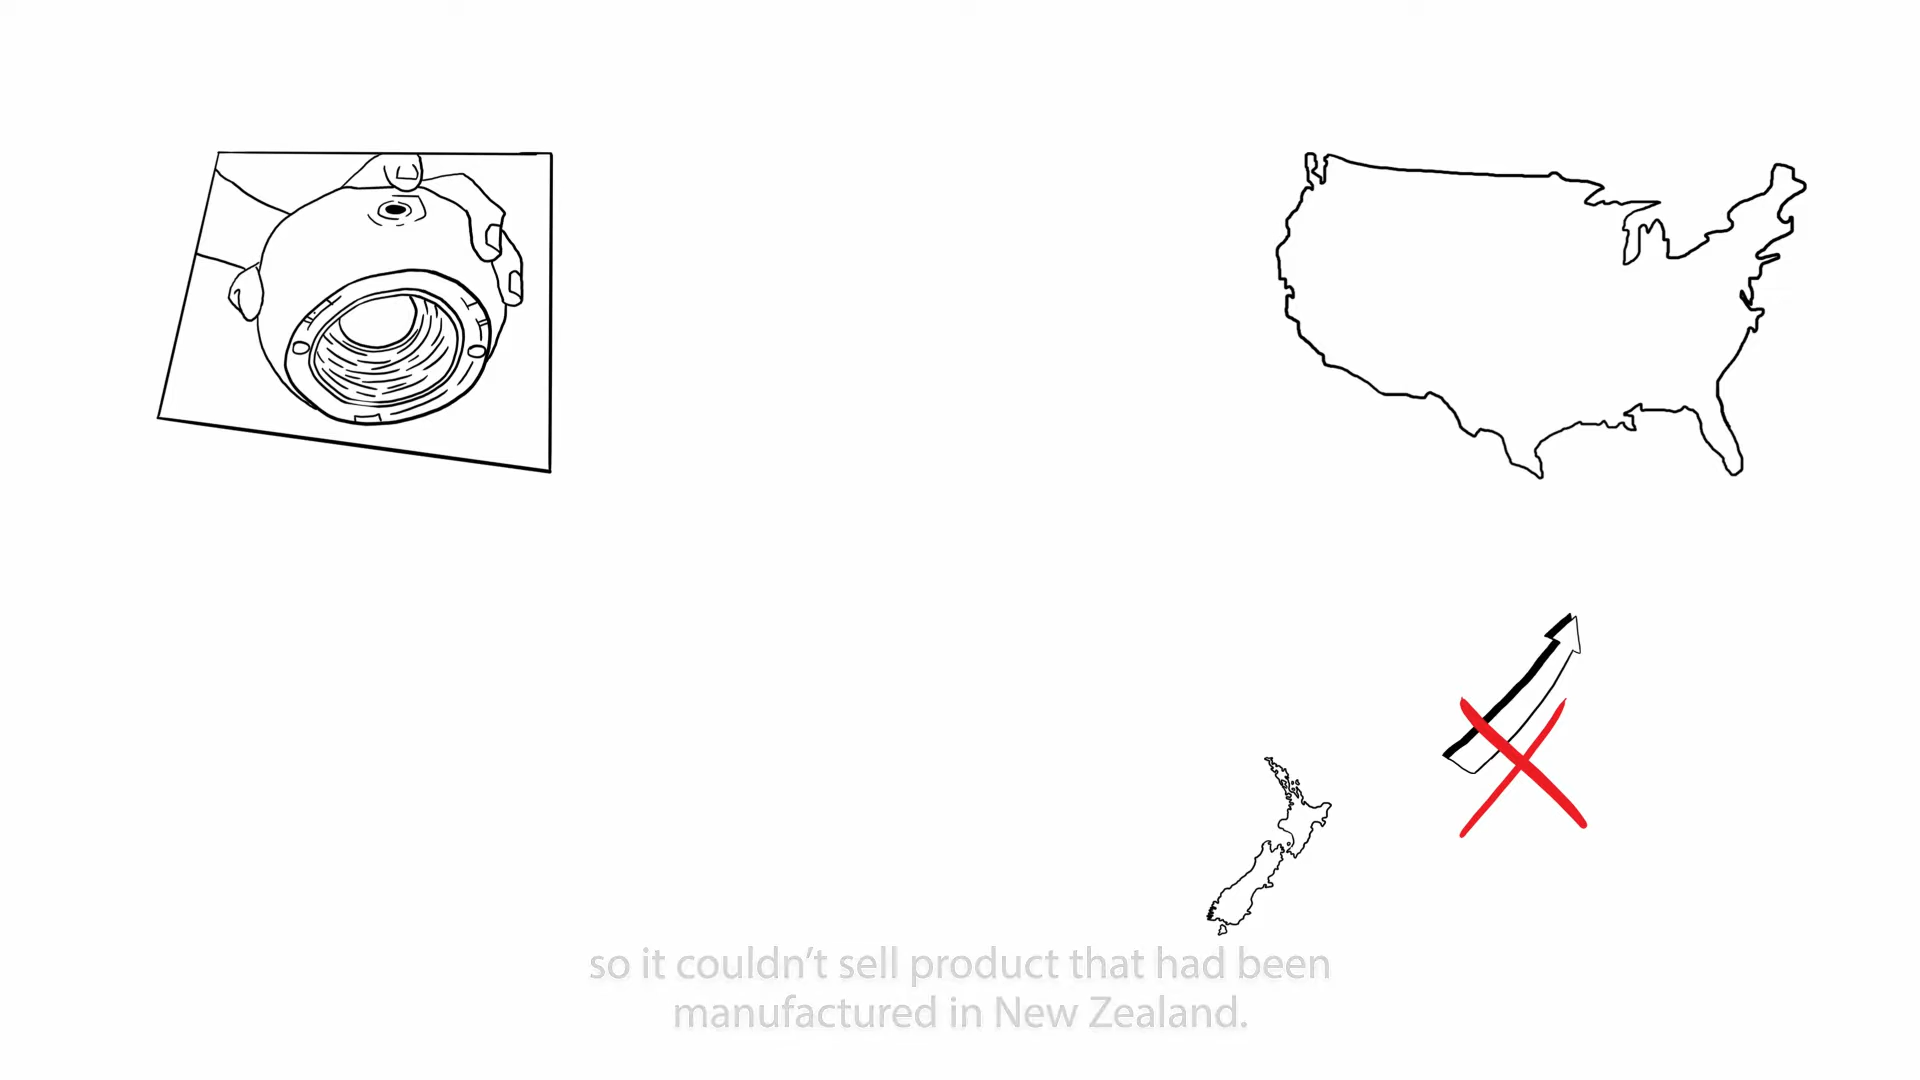 so it couldn’t sell product that had been
manufactured in New Zealand.